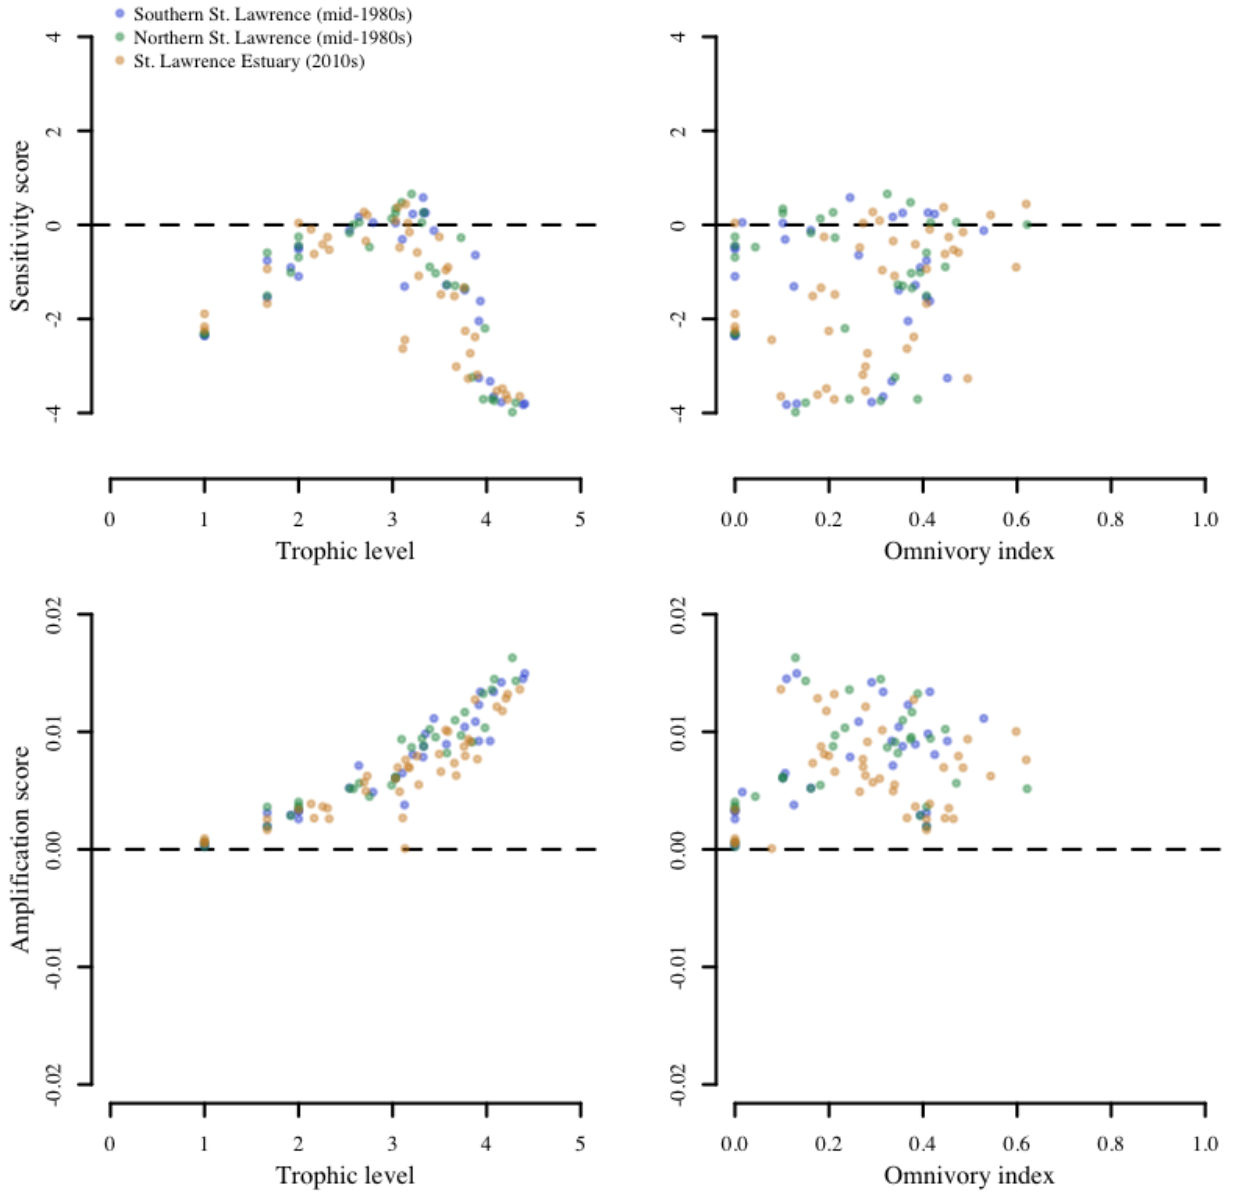 Southern St. Lawrence (mid-1980s)
Northern St. Lawrence (mid-1980s)
St. Lawrence Estuary (2010s)
Sensitivity score
4
2
0
-2
-4
0 1 2 3 4 5
Trophic level
4
2
0
-2
-4
0.0 0.2 0.4 0.6 0.8 1.0
Omnivory index
Amplification score
0.02
0.01
0.00
-0.01
-0.02
0 1 2 3 4 5
Trophic level
0.02
0.01
0.00
-0.01
-0.02
0.0 0.2 0.4 0.6 0.8 1.0
Omnivory index